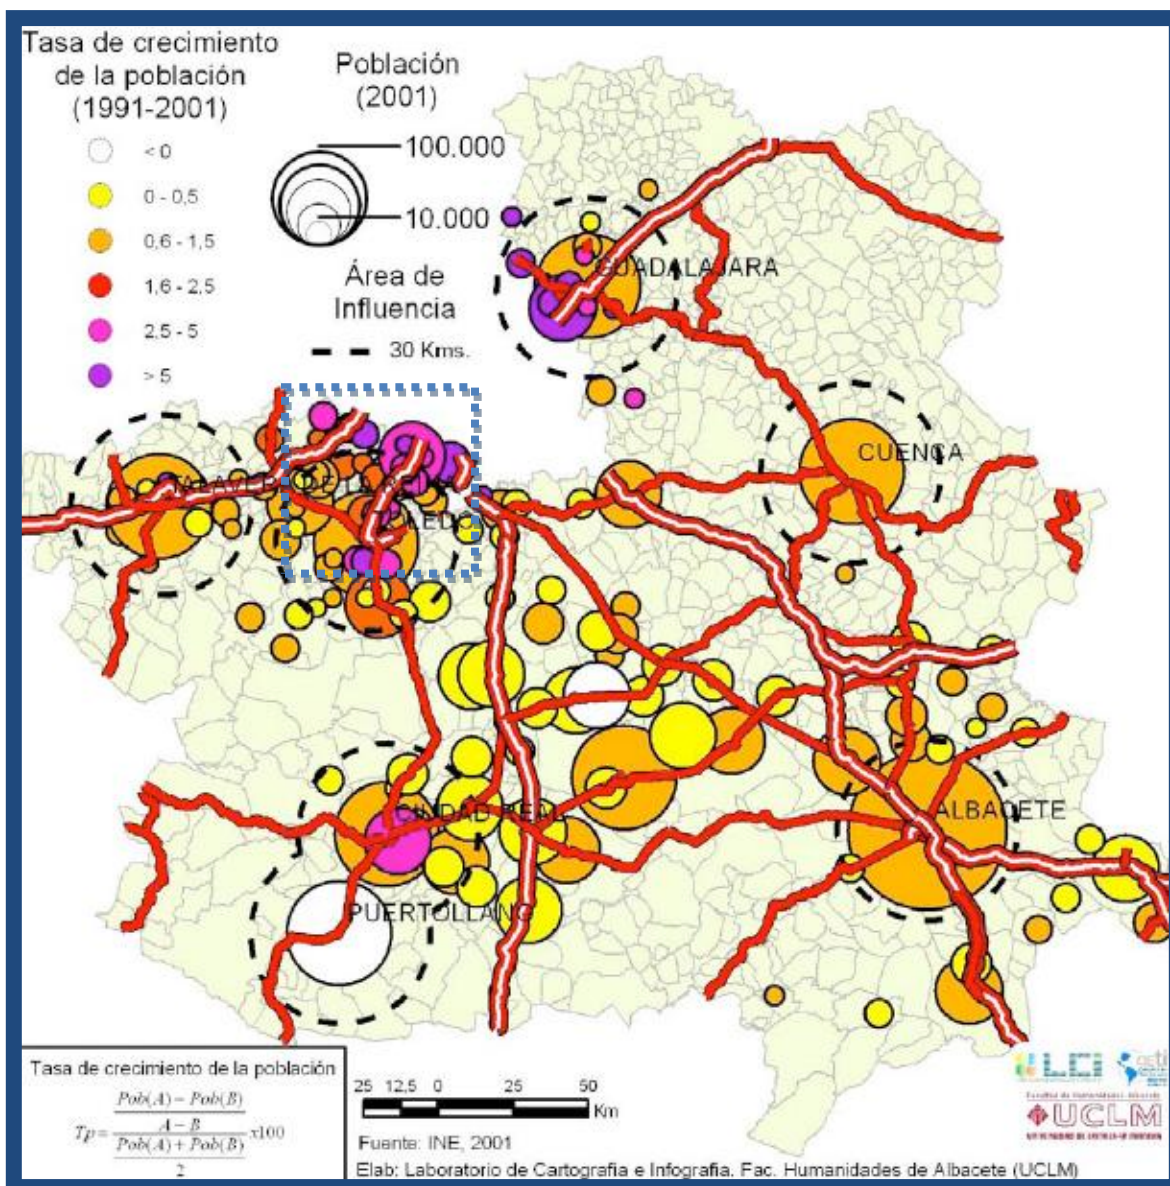 Tasa de crecimiento
de la población
(1991-2001)
< 0
0 - 0,5
0,6 - 1,5
1,6 - 2,5
2,5 - 5
> 5
Población
(2001)
100.000
10.000
Área de
Influencia
30 Kms.
GUADALAJARA
CUENCA
TOLEDO
CIUDAD REAL
ALBACETE
PUERTOLLANO
Tasa de crecimiento de la población
Pob(A) - Pob(B)
A - B
Tp = x100
Pob(A) + Pob(B)
2
25 12,5 0 25 50
Km
Fuente: INE, 2001
Elab: Laboratorio de Cartografia e Infografia. Fac. Humanidades de Albacete (UCLM)
LCI
UCLM